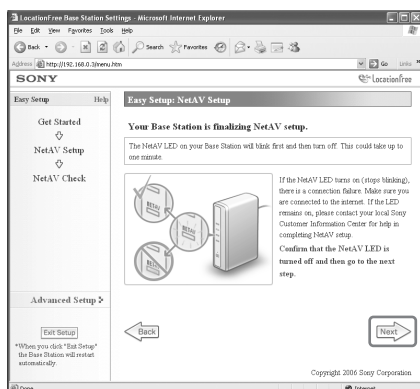 LocationFree Base Station Settings - Microsoft Internet Explorer
File Edit View Favorites Tools Help
Back Search Favorites
Address http://192.168.0.3/menu.htm Go Links
SONY
LocationFree
Easy Setup Help
Get Started
NetAV Setup
NetAV Check
Advanced Setup
Exit Setup
*When you click "Exit Setup"
the Base Station will restart
automatically.
Easy Setup: NetAV Setup
Your Base Station is finalizing NetAV setup.
The NetAV LED on your Base Station will blink first and then turn off. This could take up to
one minute.
NETAV
NETAV
NETAV
If the NetAV LED turns on (stops blinking),
there is a connection failure. Make sure you
are connected to the internet. If the LED
remains on, please contact your local Sony
Customer Information Center for help in
completing NetAV setup.
Confirm that the NetAV LED is
turned off and then go to the next
step.
Back
Next
Copyright 2006 Sony Corporation
Done Internet